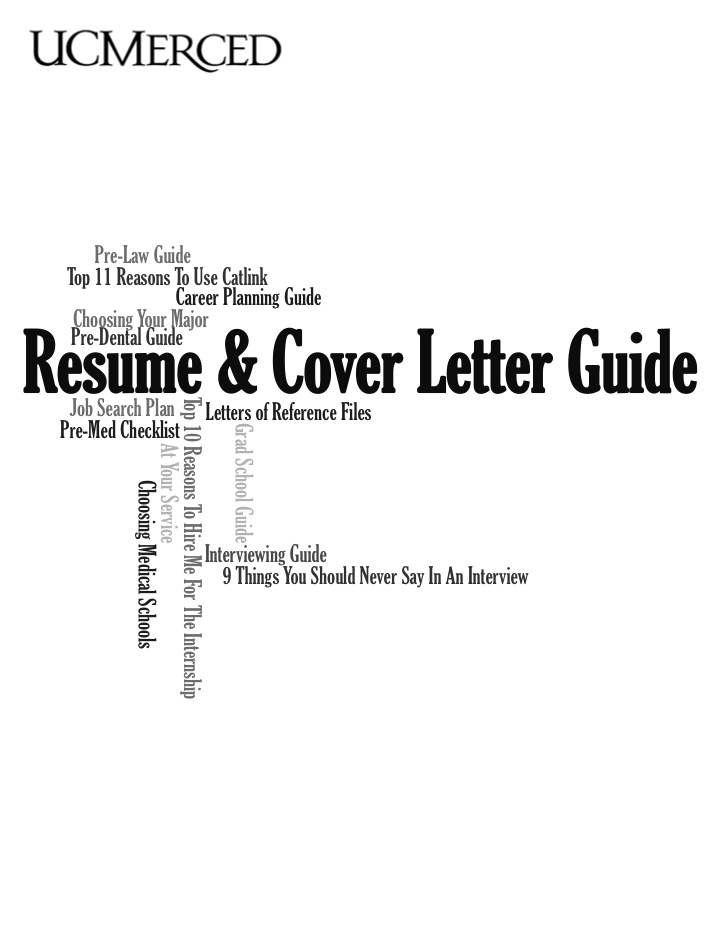 UCMERCED
Pre-Law Guide
Top 11 Reasons To Use Catlink
Career Planning Guide
Choosing Your Major
Pre-Dental Guide
Resume & Cover Letter Guide
Job Search Plan
Letters of Reference Files
Pre-Med Checklist
Top 10 Reasons To Hire Me For The Internship
Grad School Guide
At Your Service
Choosing Medical Schools
Interviewing Guide
9 Things You Should Never Say In An Interview